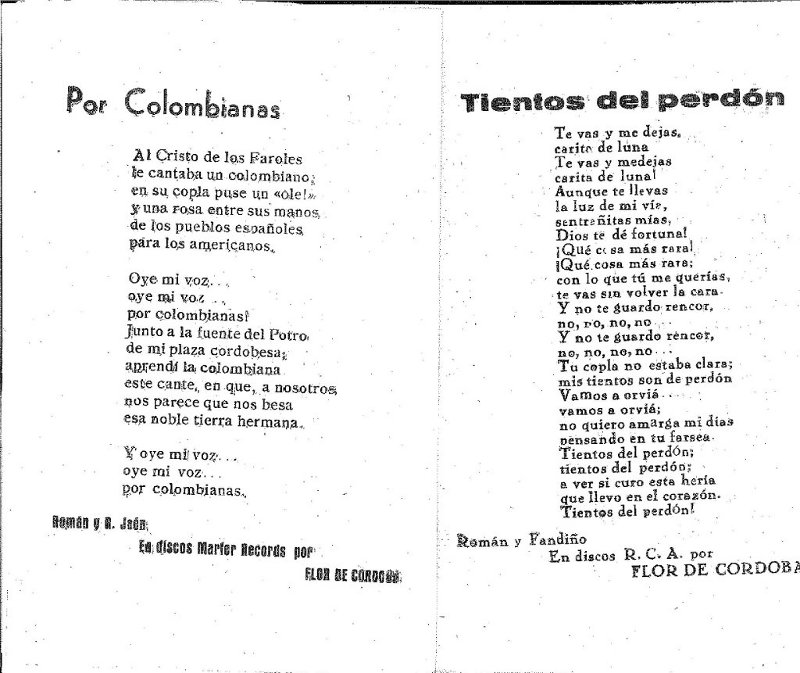 Por Colombianas
Al Cristo de los Faroles
le cantaba un colombiano;
en su copla puse un «ole!»
y una rosa entre sus manos,
de los pueblos españoles
para los americanos.
Oye mi voz...
oye mi voz ...
por colombianas!
Junto a la fuente del Potro,
de mi plaza cordobesa;
aprendí la colombiana
este cante, en que, a nosotros,
nos parece que nos besa
esa noble tierra hermana.
Y oye mi voz...
oye mi voz...
por colombianas.
Román y R. Jaén,
En discos Marfer Records por
FLOR DE CORDOBA
Tientos del perdón
Te vas y me dejas,
carita de luna
Te vas y medejas
carita de luna!
Aunque te llevas
la luz de mi vía,
sentrañitas mías,
Dios te dé fortuna!
¡Qué cosa más rara!
¡Qué cosa más rara;
con lo que tú me querías,
te vas sin volver la cara.
Y no te guardo rencor,
no, no, no, no
Y no te guardo rencor,
no, no, no, no...
Tu copla no estaba clara;
mis tientos son de perdón
Vamos a orviá...
vamos a orviá;
no quiero amarga mi días
pensando en tu farsea.
Tientos del perdón;
tientos del perdón;
a ver si curo esta hería
que llevo en el corazón.
Tientos del perdón!
Román y Fandiño
En discos R. C. A. por
FLOR DE CORDOBA